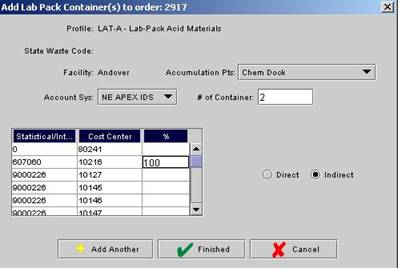 Add Lab Pack Container(s) to order: 2917
Profile: LAT-A - Lab-Pack Acid Materials
State Waste Code:
Facility: Andover Accumulation Pts: Chem Dock
Account Sys: NE APEX IDS # of Container: 2
Statistical/Int... Cost Center %
0 80241
607060 10216 100
9000226 10127
9000226 10145
9000226 10146
9000226 10147
Direct Indirect
Add Another Finished Cancel